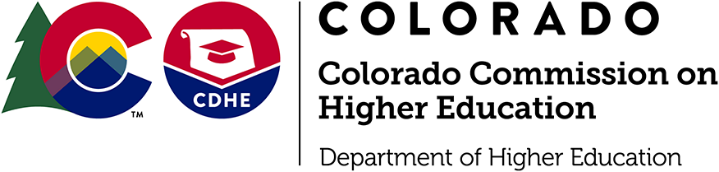 TM
CDHE
COLORADO
Colorado Commission on
Higher Education
Department of Higher Education